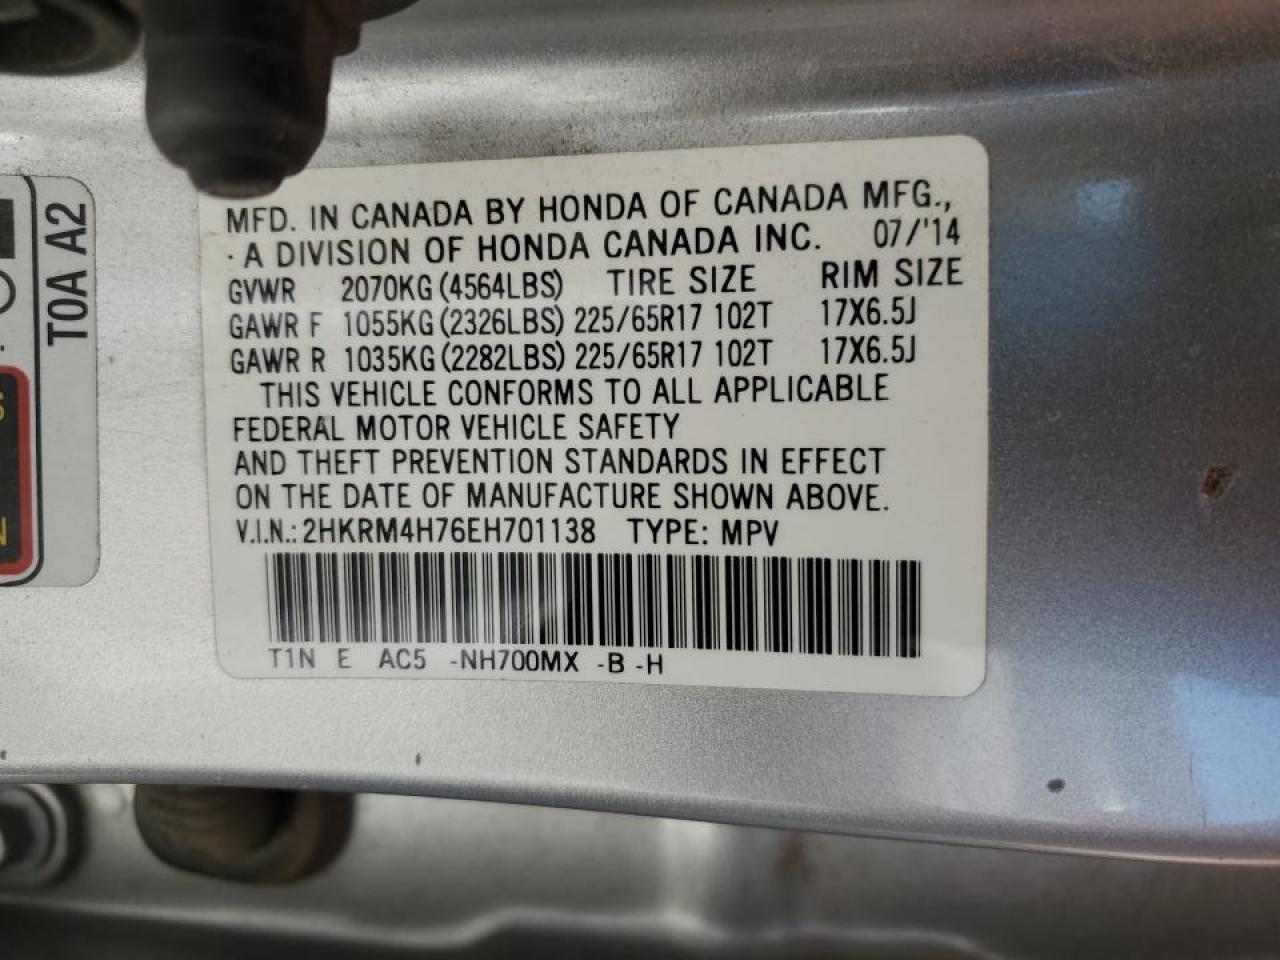 MFD. IN CANADA BY HONDA OF CANADA MFG.,
A DIVISION OF HONDA CANADA INC. 07/'14
GVWR 2070KG (4564LBS) TIRE SIZE RIM SIZE
GAWR F 1055KG (2326LBS) 225/65R17 102T 17X6.5J
GAWR R 1035KG (2282LBS) 225/65R17 102T 17X6.5J
THIS VEHICLE CONFORMS TO ALL APPLICABLE
FEDERAL MOTOR VEHICLE SAFETY
AND THEFT PREVENTION STANDARDS IN EFFECT
ON THE DATE OF MANUFACTURE SHOWN ABOVE.
V.I.N.: 2HKRM4H76EH701138 TYPE: MPV
T1N E AC5 -NH700MX -B -H
T0A A2